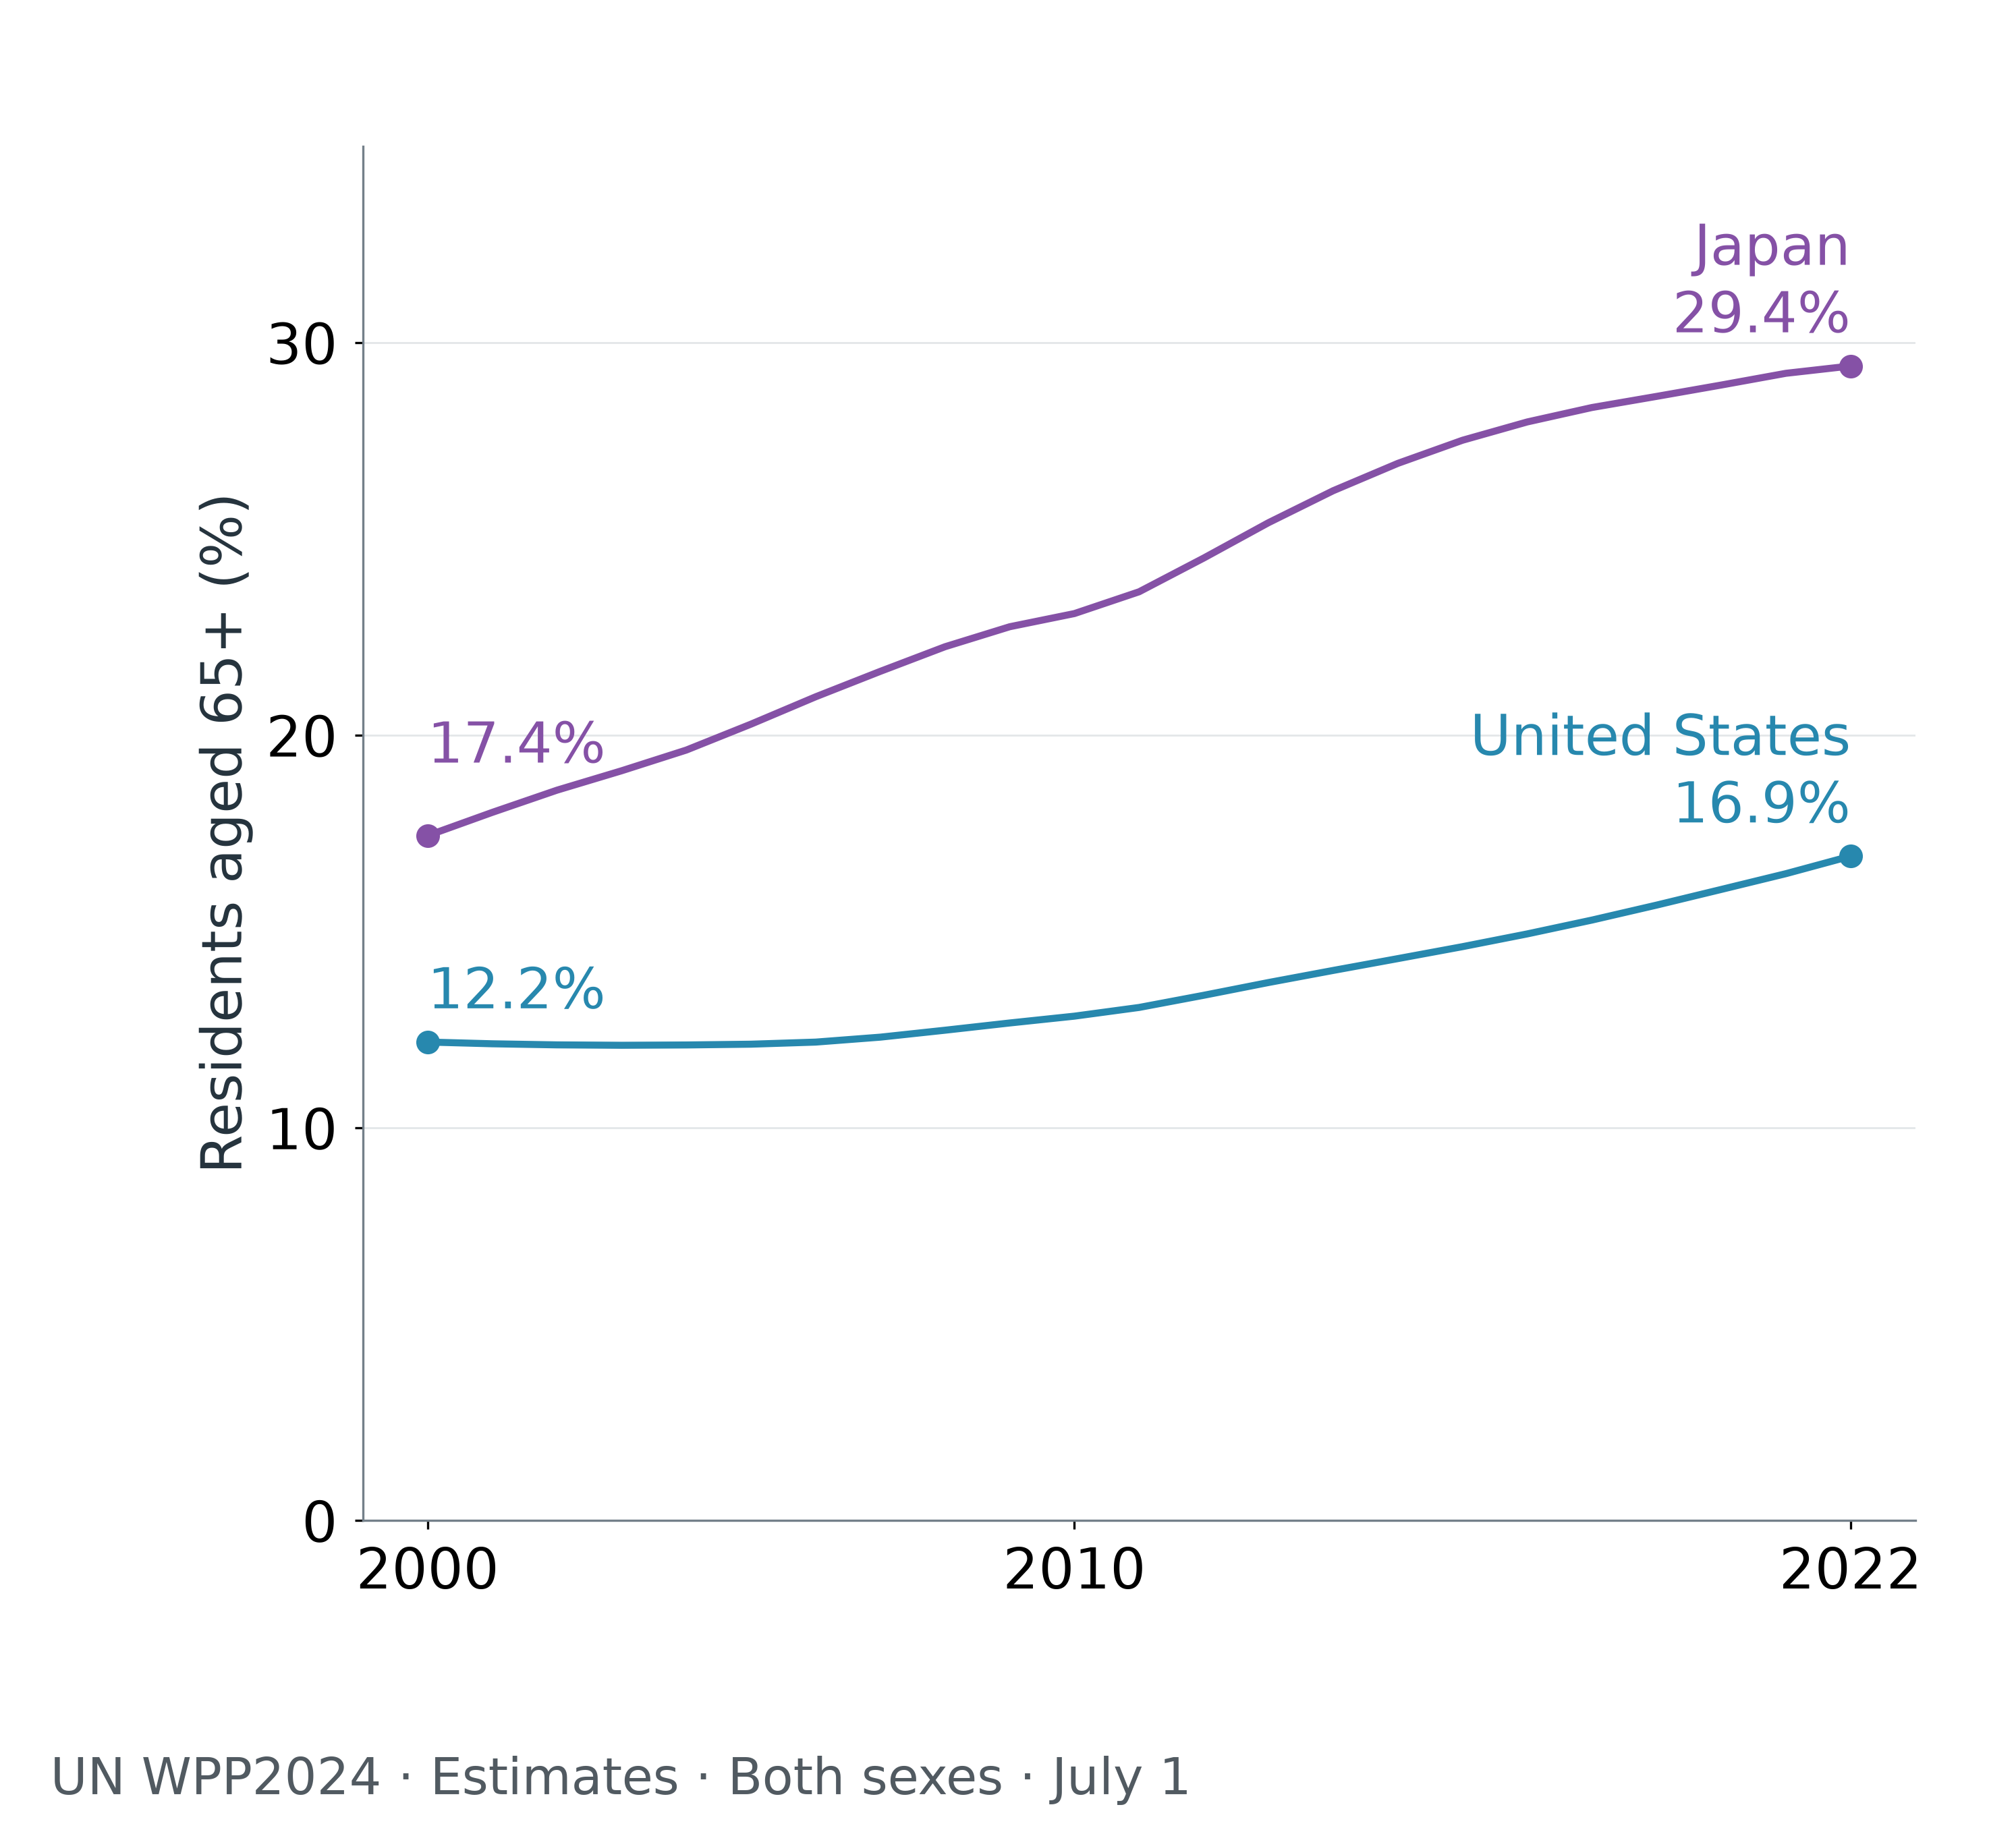 Japan
29.4%
30
Residents aged 65+ (%)
20
17.4%
United States
16.9%
12.2%
10
0
2000
2010
2022
UN WPP2024 · Estimates · Both sexes · July 1